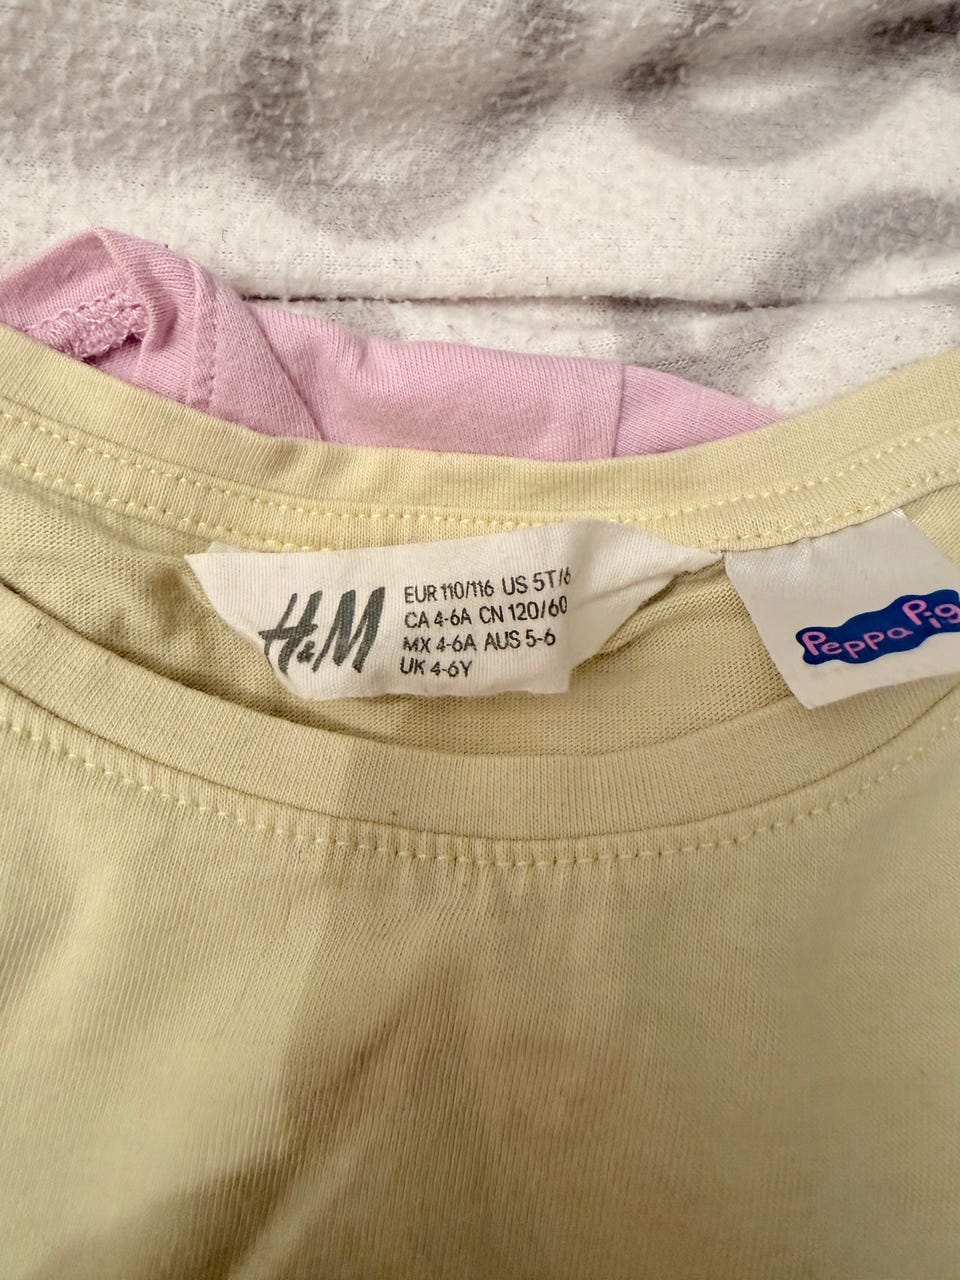 H&M
EUR 110/116 US 5T/6
CA 4-6A CN 120/60
MX 4-6A AUS 5-6
UK 4-6Y
Peppa Pig